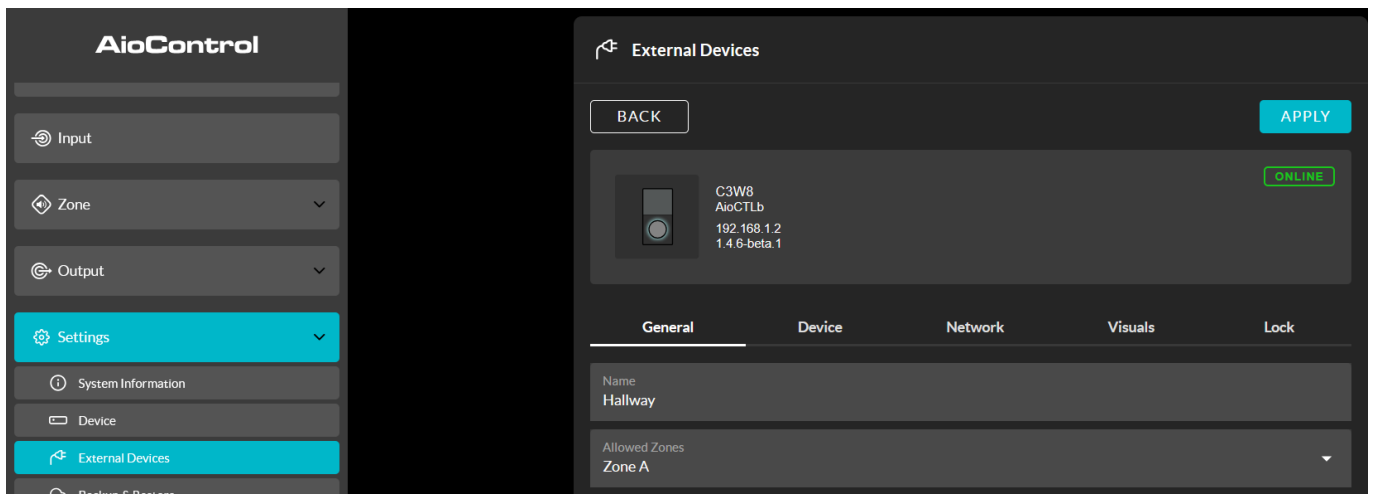 AioControl
Input
Zone
Output
Settings
System Information
Device
External Devices
External Devices
BACK
APPLY
ONLINE
C3W8
AioCTLb
192.168.1.2
1.4.6-beta.1
General Device Network Visuals Lock
Name
Hallway
Allowed Zones
Zone A